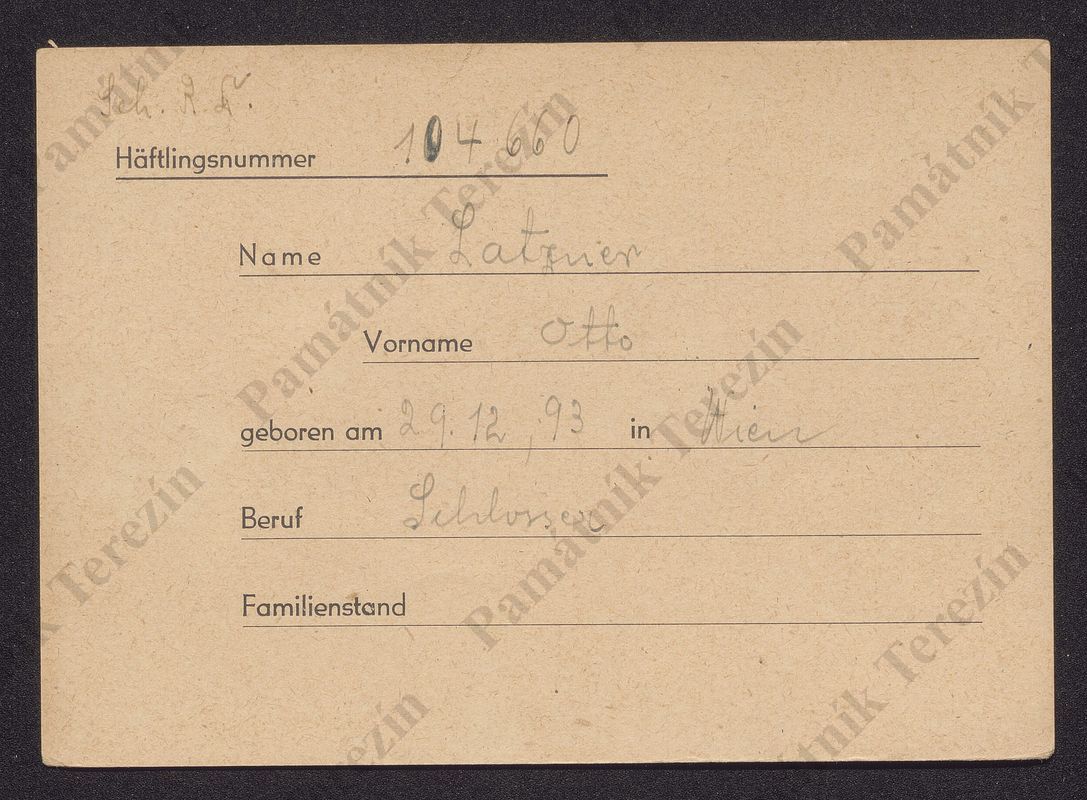 Sch. R. K.
Häftlingsnummer 104 660
Name Latzner
Vorname Otto
geboren am 29. 12, 93 in Wien
Beruf Schlosser
Familienstand
Památník Terezín